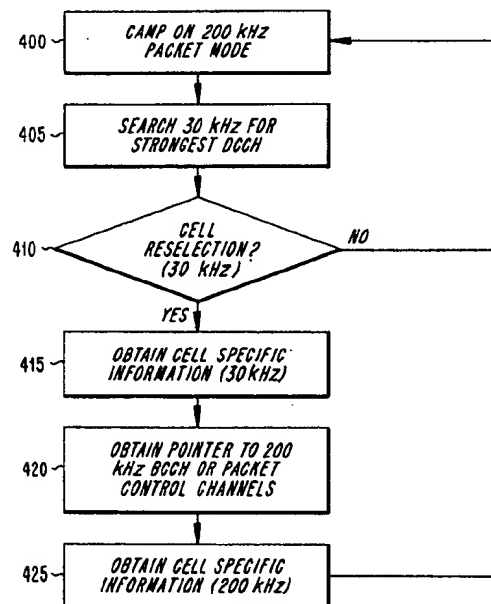 400
CAMP ON 200 kHz
PACKET MODE
405
SEARCH 30 kHz FOR
STRONGEST DCCH
410
CELL
RESELECTION?
(30 kHz)
NO
YES
415
OBTAIN CELL SPECIFIC
INFORMATION (30kHz)
420
OBTAIN POINTER TO 200
kHz BCCH OR PACKET
CONTROL CHANNELS
425
OBTAIN CELL SPECIFIC
INFORMATION (200 kHz)